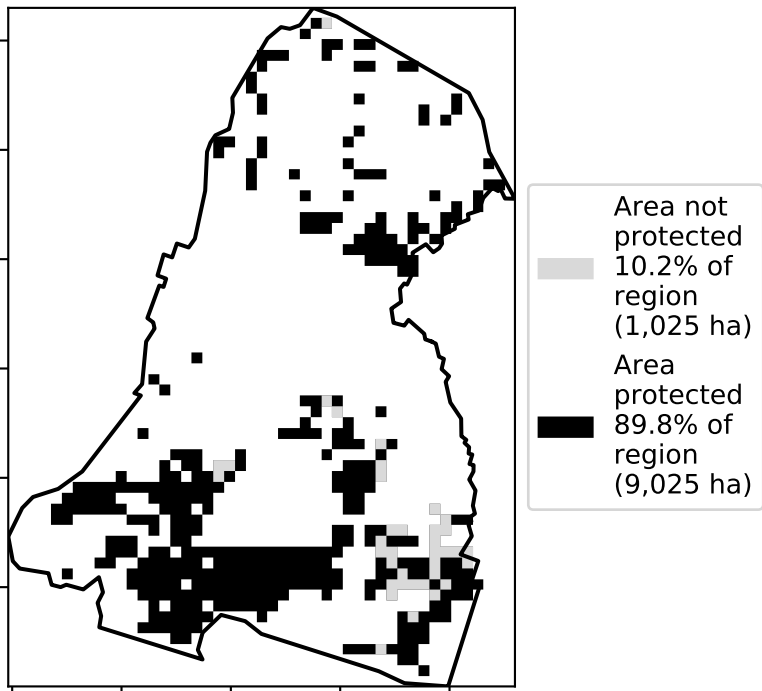 Area not
protected
10.2% of
region
(1,025 ha)
Area
protected
89.8% of
region
(9,025 ha)